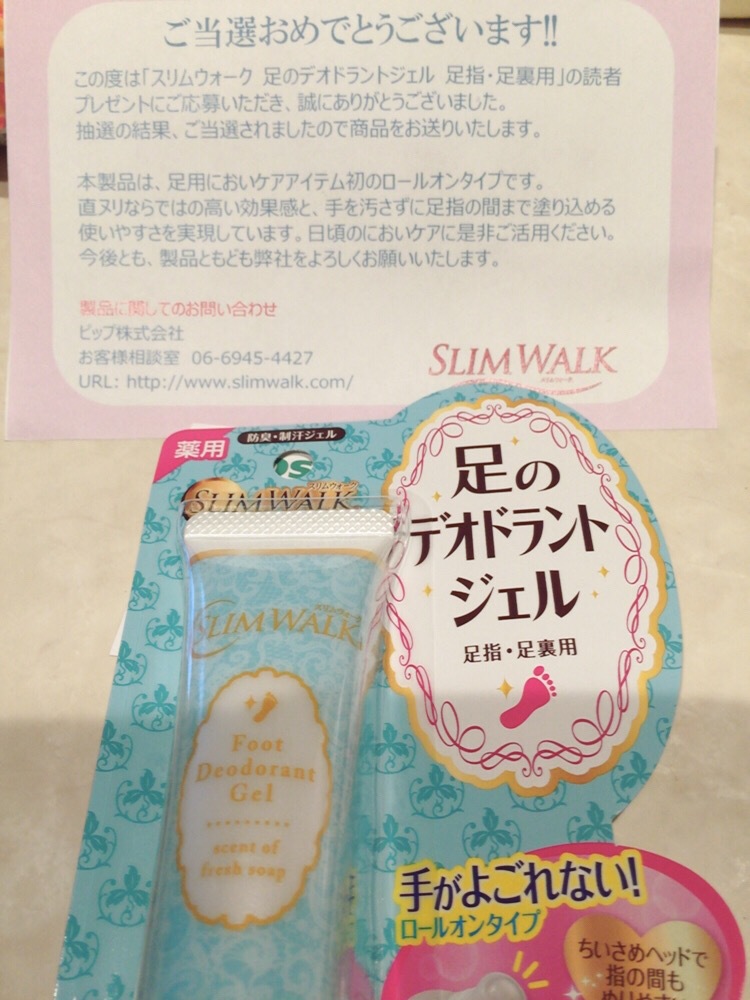 ご当選おめでとうございます!!
この度は「スリムウォーク 足のデオドラントジェル 足指・足裏用」の読者
プレゼントにご応募いただき、誠にありがとうございました。
抽選の結果、ご当選されましたので商品をお送りいたします。
本製品は、足用においケアアイテム初のロールオンタイプです。
直ヌリならではの高い効果感と、手を汚さずに足指の間まで塗り込める
使いやすさを実現しています。日頃のにおいケアに是非ご活用ください。
今後とも、製品ともども弊社をよろしくお願いいたします。
製品に関してのお問い合わせ
ピップ株式会社
お客様相談室 06-6945-4427
URL: http://www.slimwalk.com/
SLIM WALK
スリムウォーク
薬用
防臭・制汗ジェル
スリムウォーク
SLIMWALK
足の
デオドラント
ジェル
足指・足裏用
スリムウォーク
SLIMWALK
Foot
Deodorant
Gel
scent of
fresh soap
手がよごれない!
ロールオンタイプ
ちいさめヘッドで
指の間も